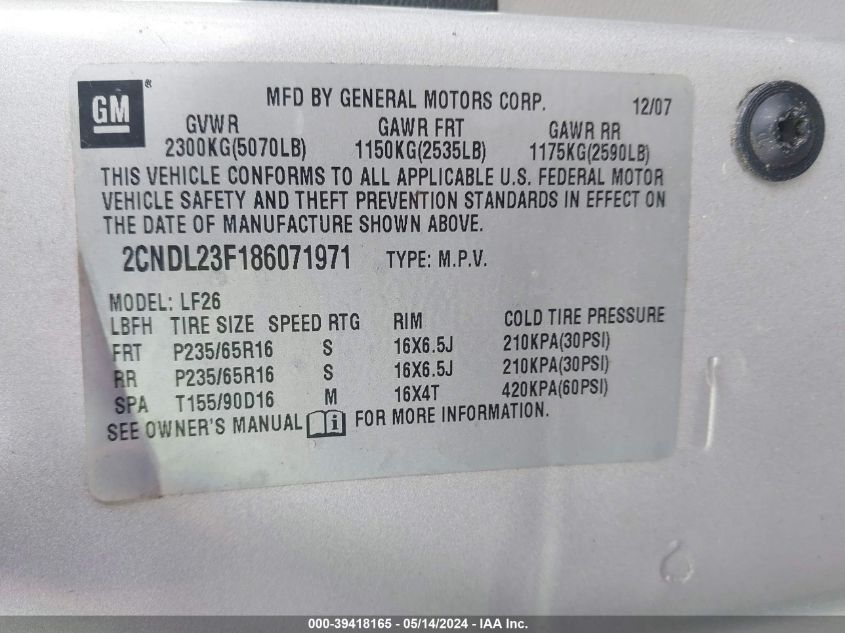 GM ®
MFD BY GENERAL MOTORS CORP. 12/07
GVWR GAWR FRT GAWR RR
2300KG(5070LB) 1150KG(2535LB) 1175KG(2590LB)
THIS VEHICLE CONFORMS TO ALL APPLICABLE U.S. FEDERAL MOTOR
VEHICLE SAFETY AND THEFT PREVENTION STANDARDS IN EFFECT ON
THE DATE OF MANUFACTURE SHOWN ABOVE.
2CNDL23F186071971 TYPE: M.P.V.
MODEL: LF26
LBFH TIRE SIZE SPEED RTG RIM COLD TIRE PRESSURE
FRT P235/65R16 S 16X6.5J 210KPA(30PSI)
RR P235/65R16 S 16X6.5J 210KPA(30PSI)
SPA T155/90D16 M 16X4T 420KPA(60PSI)
SEE OWNER'S MANUAL i FOR MORE INFORMATION.
000-39418165 - 05/14/2024 - IAA Inc.